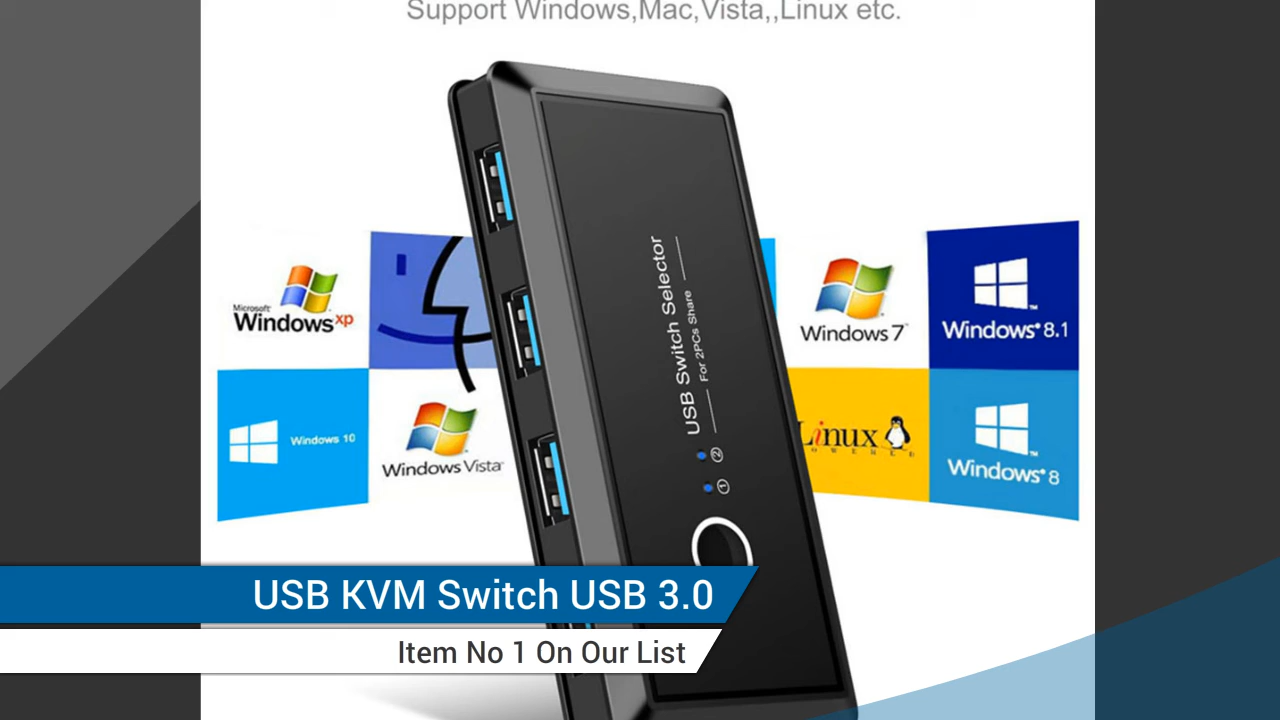 Support Windows,Mac,Vista,,Linux etc.
Microsoft
Windows xp
Windows 7
Windows 8.1
Windows 10
Windows Vista
Linux
POWERED
Windows 8
USB Switch Selector
For 2PCs Share
② 
①
USB KVM Switch USB 3.0
Item No 1 On Our List